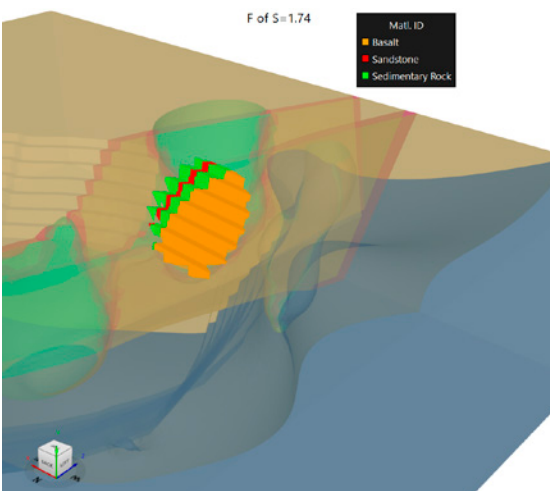 F of S=1.74
Matl. ID
Basalt
Sandstone
Sedimentary Rock